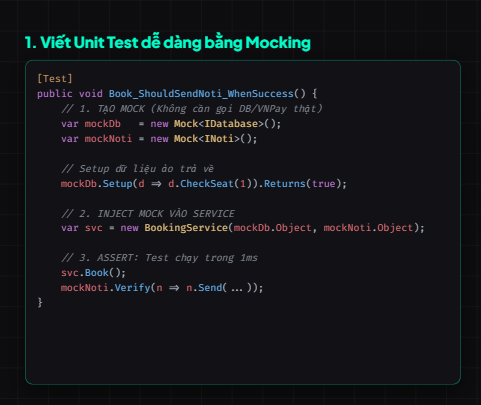 1. Viết Unit Test dễ dàng bằng Mocking
[Test]
public void Book_ShouldSendNoti_WhenSuccess() {
    // 1. TẠO MOCK (Không cần gọi DB/VNPay thật)
    var mockDb   = new Mock<IDatabase>();
    var mockNoti = new Mock<INoti>();
    // Setup dữ liệu ảo trả về
    mockDb.Setup(d => d.CheckSeat(1)).Returns(true);
    // 2. INJECT MOCK VÀO SERVICE
    var svc = new BookingService(mockDb.Object, mockNoti.Object);
    // 3. ASSERT: Test chạy trong 1ms
    svc.Book();
    mockNoti.Verify(n => n.Send(...));
}